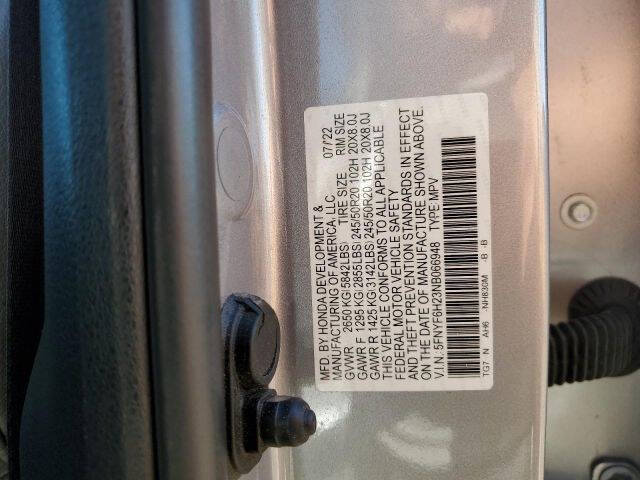 MFD. BY HONDA DEVELOPMENT & 07/22
MANUFACTURING OF AMERICA, LLC
GVWR 2650 KG(5842LBS) TIRE SIZE RIM SIZE
GAWR F 1295 KG(2855LBS) 245/50R20 102H 20X8.0J
GAWR R 1425 KG(3142LBS) 245/50R20 102H 20X8.0J
THIS VEHICLE CONFORMS TO ALL APPLICABLE
FEDERAL MOTOR VEHICLE SAFETY
AND THEFT PREVENTION STANDARDS IN EFFECT
ON THE DATE OF MANUFACTURE SHOWN ABOVE.
V.I.N.:5FNYF6H23NB066948 TYPE:MPV
TG7 N AH6 NH830M -B -B